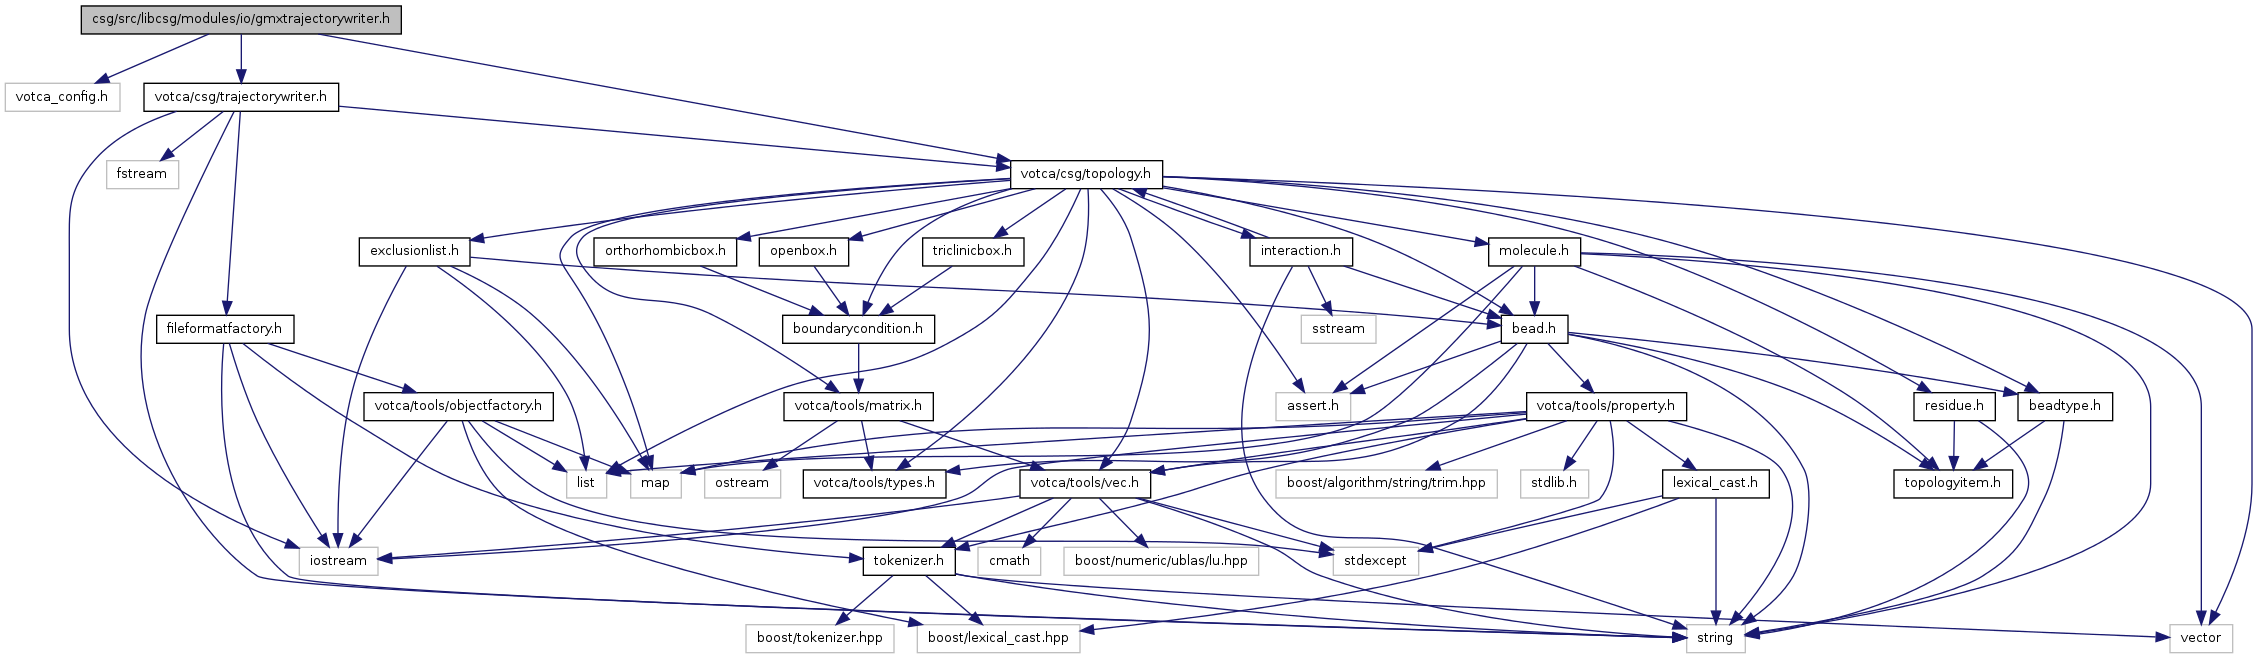 csg/src/libcsg/modules/io/gmxtrajectorywriter.h
votca_config.h
votca/csg/trajectorywriter.h
fstream
votca/csg/topology.h
exclusionlist.h
orthorhombicbox.h
openbox.h
triclinicbox.h
interaction.h
molecule.h
fileformatfactory.h
boundarycondition.h
sstream
bead.h
votca/tools/objectfactory.h
votca/tools/matrix.h
assert.h
votca/tools/property.h
residue.h
beadtype.h
list
map
ostream
votca/tools/types.h
votca/tools/vec.h
boost/algorithm/string/trim.hpp
stdlib.h
lexical_cast.h
topologyitem.h
iostream
tokenizer.h
cmath
boost/numeric/ublas/lu.hpp
stdexcept
boost/tokenizer.hpp
boost/lexical_cast.hpp
string
vector